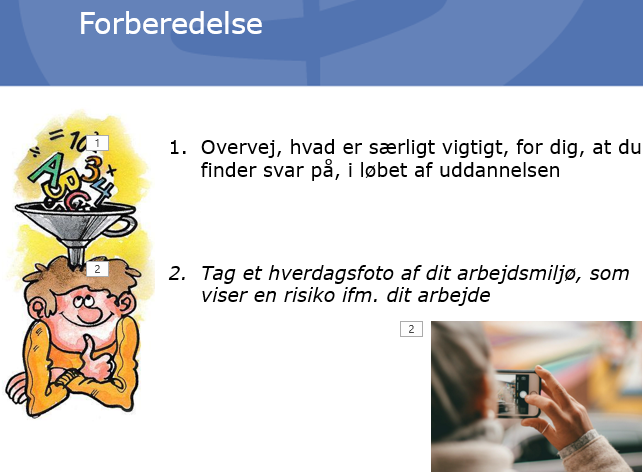 Forberedelse
1
1. Overvej, hvad er særligt vigtigt, for dig, at du
finder svar på, i løbet af uddannelsen
2
2. Tag et hverdagsfoto af dit arbejdsmiljø, som
viser en risiko ifm. dit arbejde
2